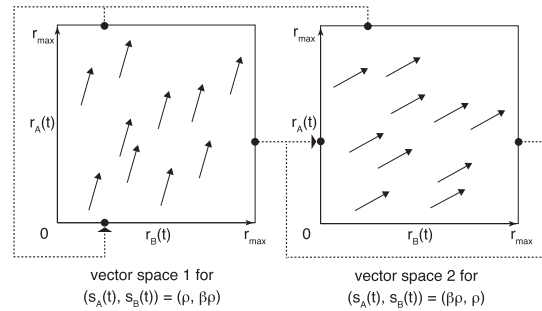 r_max r_max
r_A(t) r_A(t)
0 r_B(t) r_max 0 r_B(t) r_max
vector space 1 for vector space 2 for
(s_A(t), s_B(t)) = (ρ, βρ) (s_A(t), s_B(t)) = (βρ, ρ)